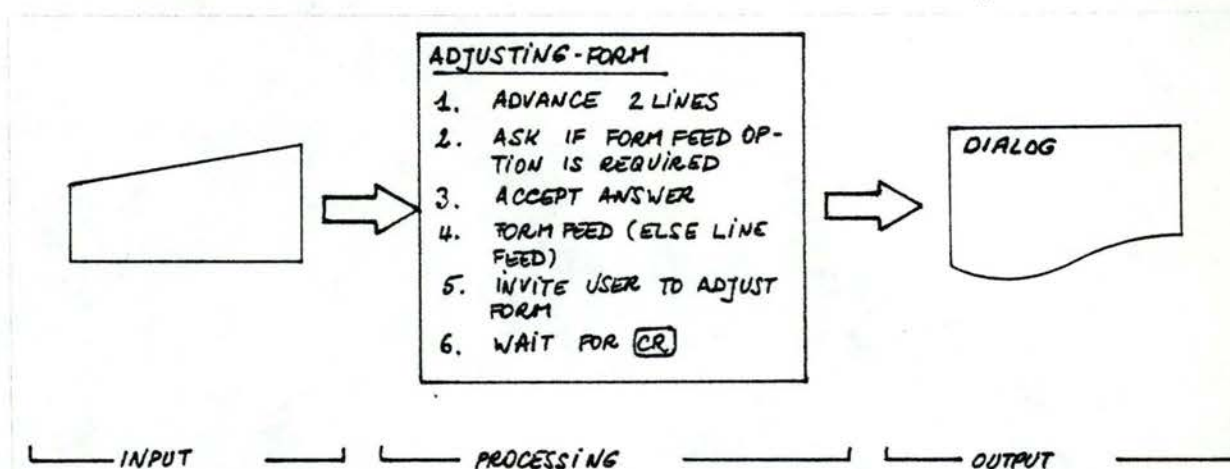 ADJUSTING-FORM
1. ADVANCE 2 LINES
2. ASK IF FORM FEED OP-
TION IS REQUIRED
3. ACCEPT ANSWER
4. FORM FEED (ELSE LINE
FEED)
5. INVITE USER TO ADJUST
FORM
6. WAIT FOR CR
DIALOG
INPUT
PROCESSING
OUTPUT